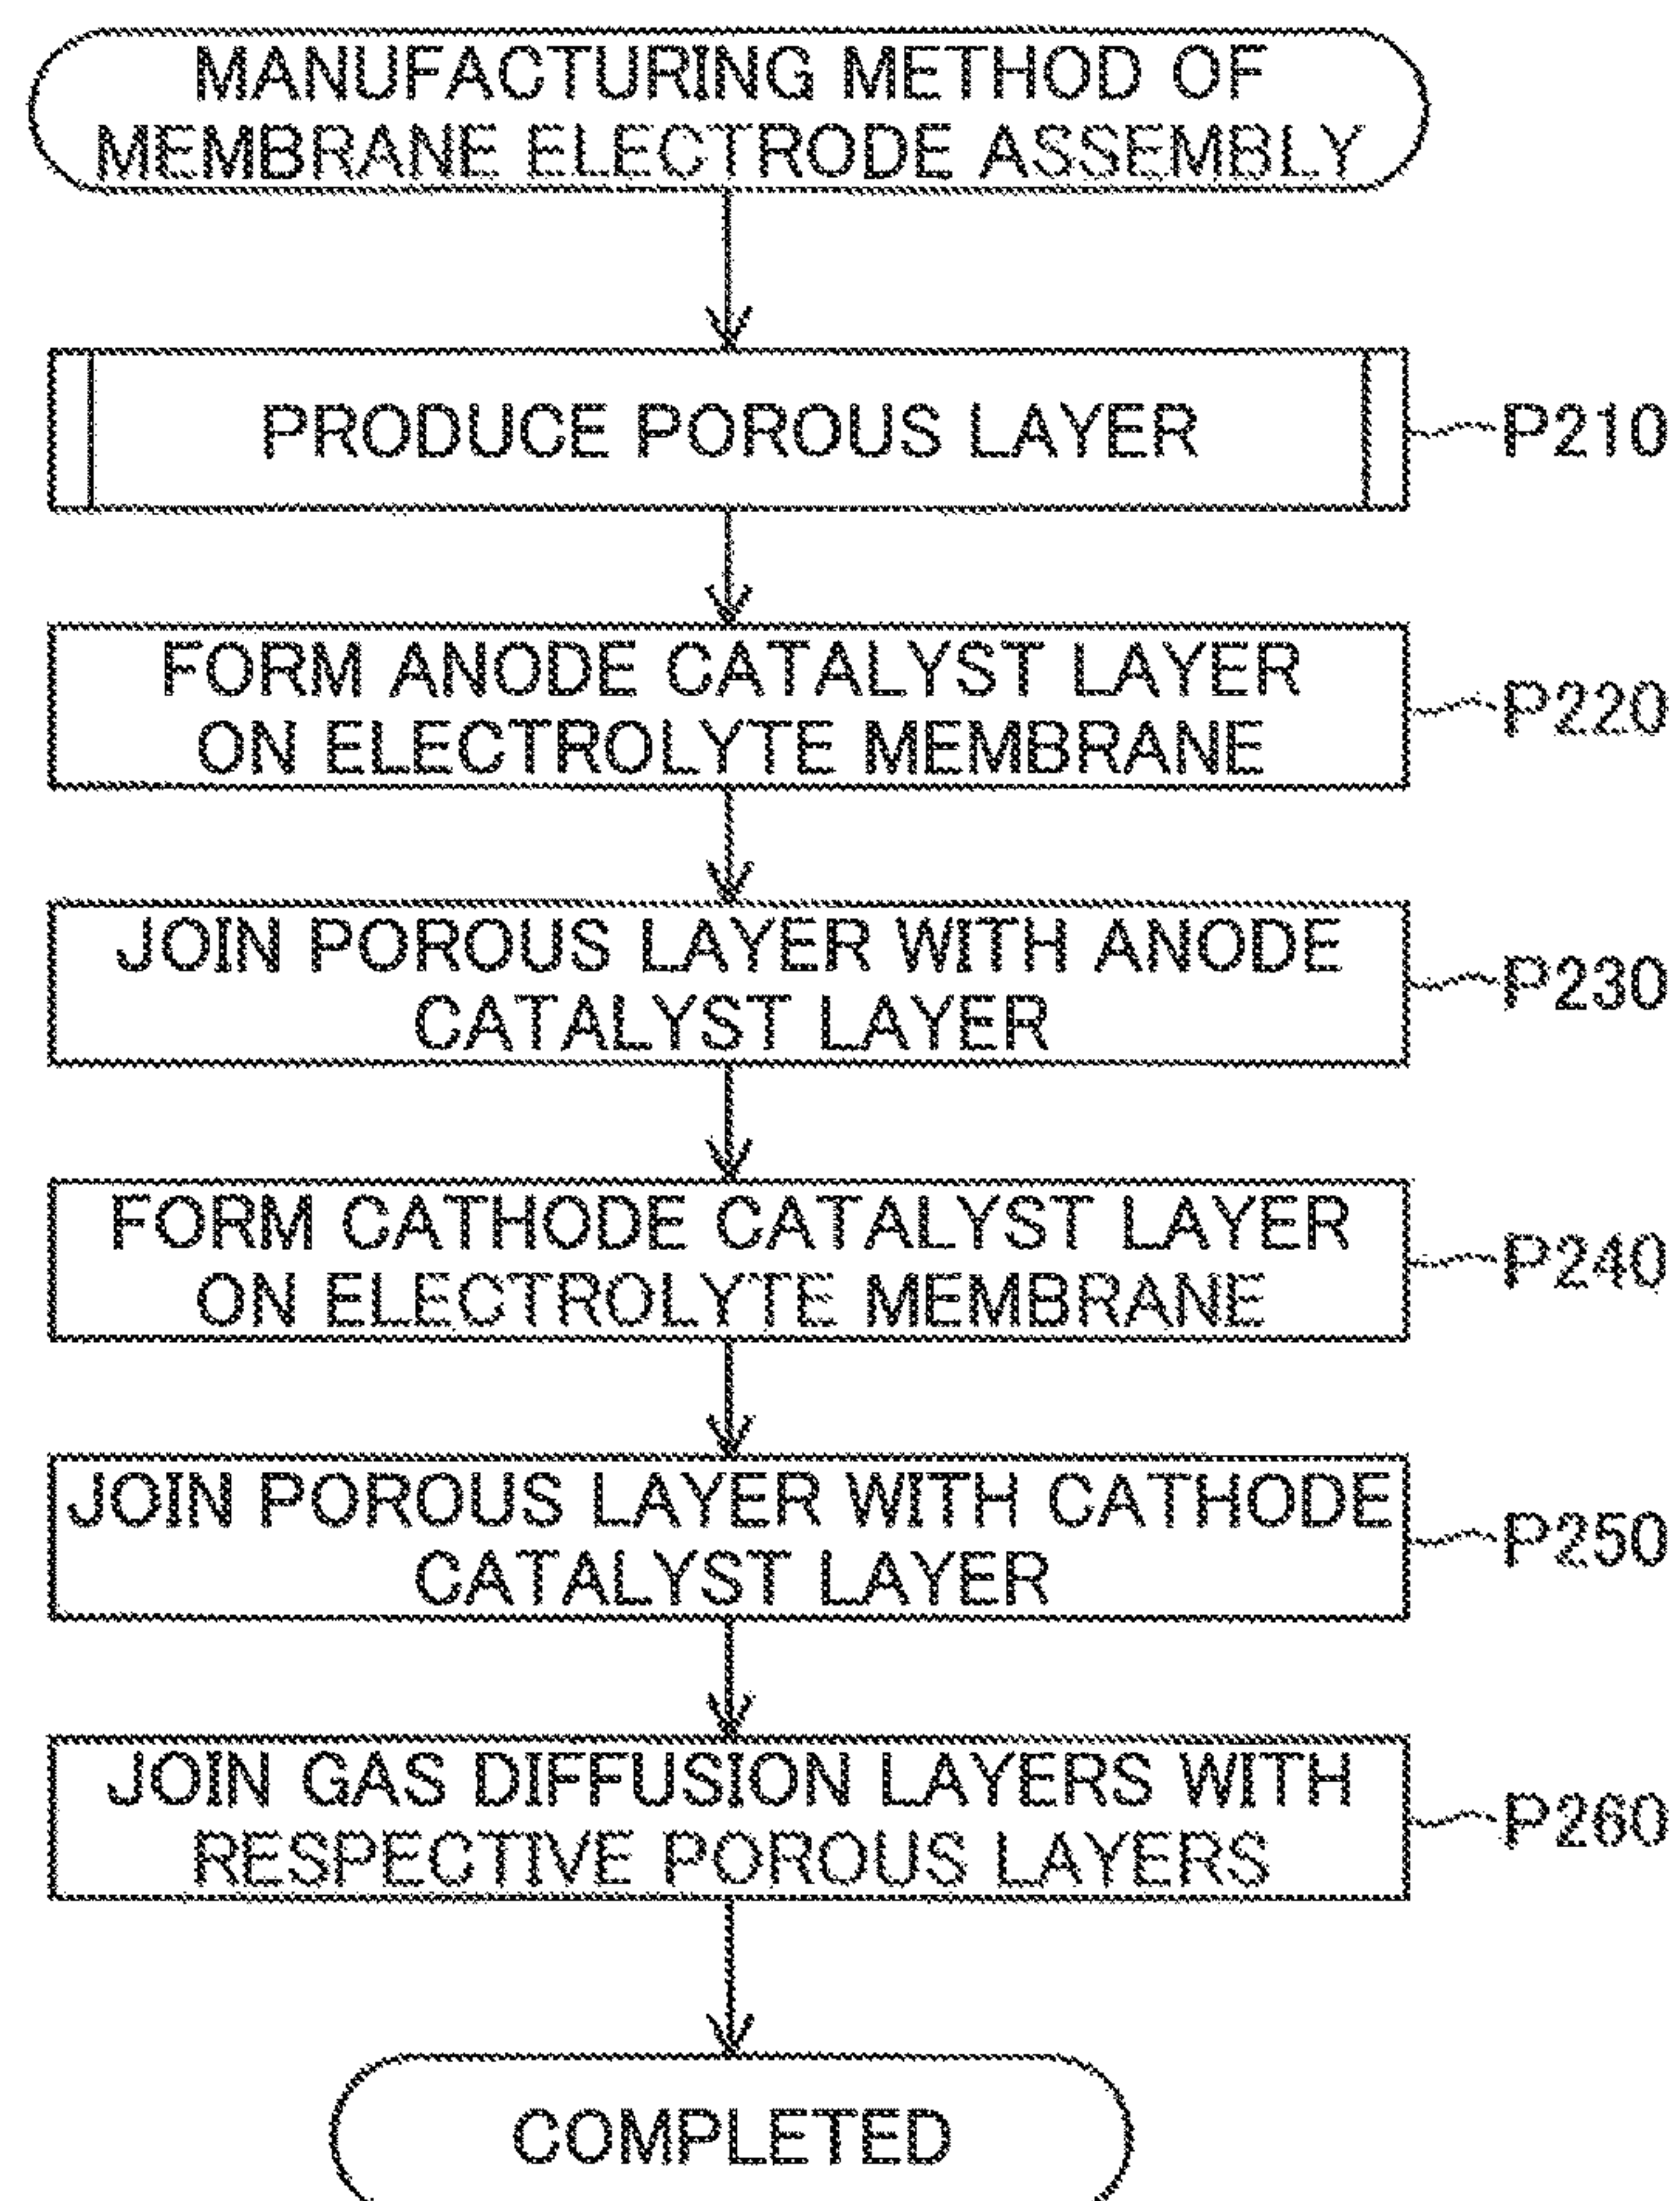 MANUFACTURING METHOD OF
MEMBRANE ELECTRODE ASSEMBLY
PRODUCE POROUS LAYER
P210
FORM ANODE CATALYST LAYER
ON ELECTROLYTE MEMBRANE
P220
JOIN POROUS LAYER WITH ANODE
CATALYST LAYER
P230
FORM CATHODE CATALYST LAYER
ON ELECTROLYTE MEMBRANE
P240
JOIN POROUS LAYER WITH CATHODE
CATALYST LAYER
P250
JOIN GAS DIFFUSION LAYERS WITH
RESPECTIVE POROUS LAYERS
P260
COMPLETED